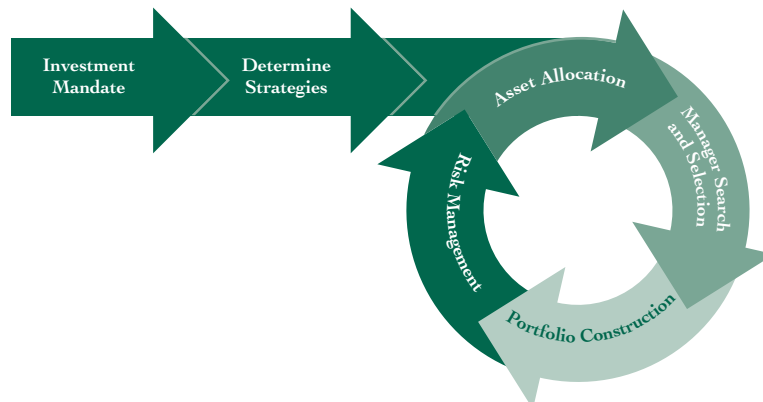 Investment
Mandate
Determine
Strategies
Asset Allocation
Manager Search
and Selection
Portfolio Construction
Risk Management